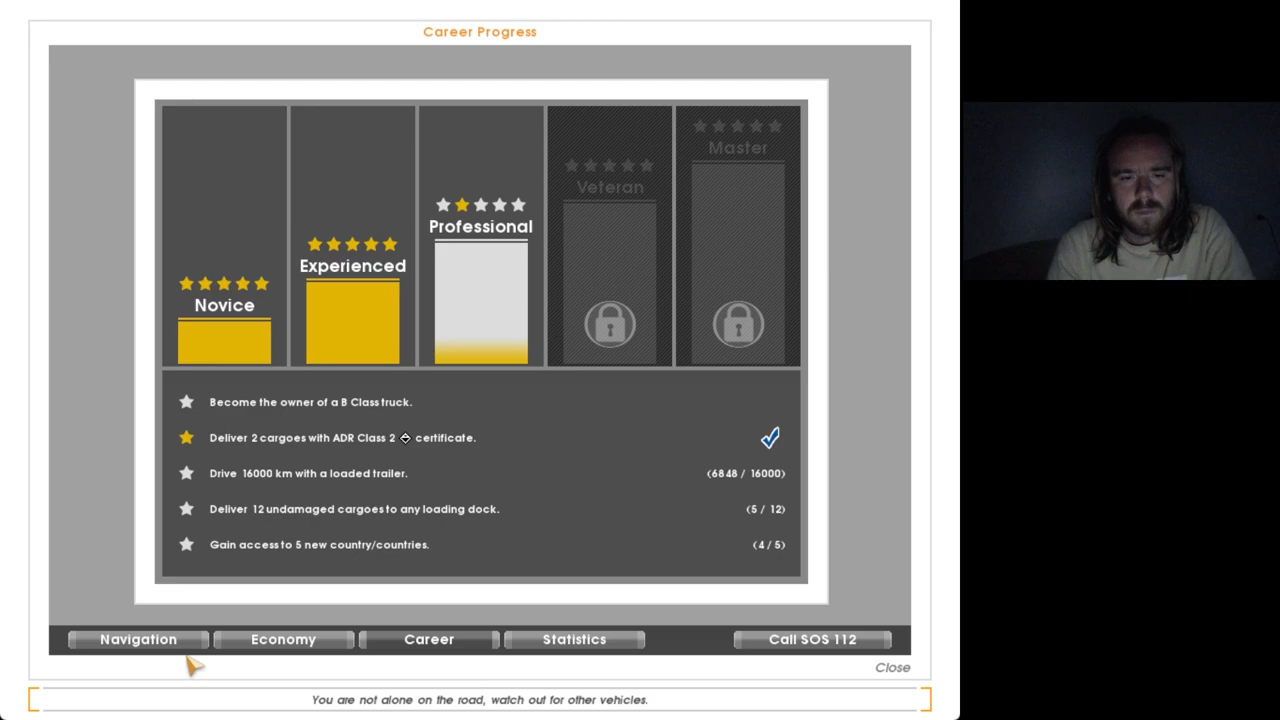 Career Progress
Master
Veteran
Professional
Experienced
Novice
Become the owner of a B Class truck.
Deliver 2 cargoes with ADR Class 2 certificate.
Drive 16000 km with a loaded trailer. (6848 / 16000)
Deliver 12 undamaged cargoes to any loading dock. (5 / 12)
Gain access to 5 new country/countries. (4 / 5)
Navigation Economy Career Statistics Call SOS 112
Close
You are not alone on the road, watch out for other vehicles.